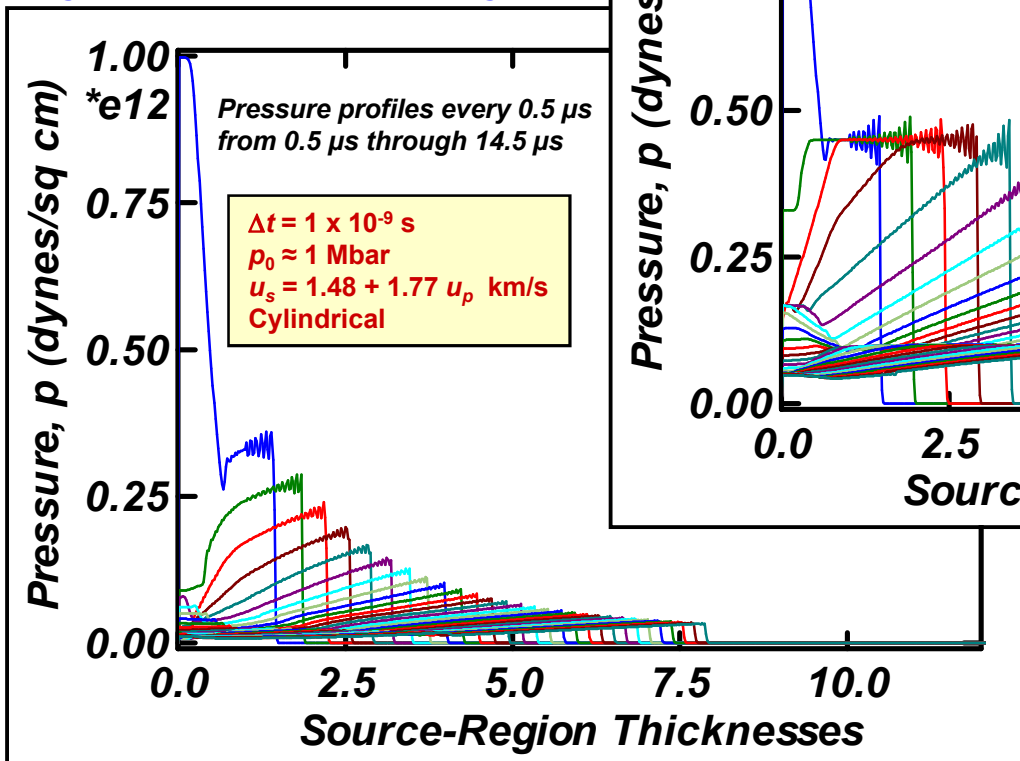 1.00
*e12
0.75
0.50
0.25
0.00
Pressure, p (dynes/sq cm)
Pressure profiles every 0.5 µs
from 0.5 µs through 14.5 µs
Δt = 1 x 10⁻⁹ s
p₀ ≈ 1 Mbar
uₛ = 1.48 + 1.77 uₚ km/s
Cylindrical
0.0 2.5 5.0 7.5 10.0
Source-Region Thicknesses
Pressure, p (dynes
0.50
0.25
0.00
0.0 2.5
Sourc